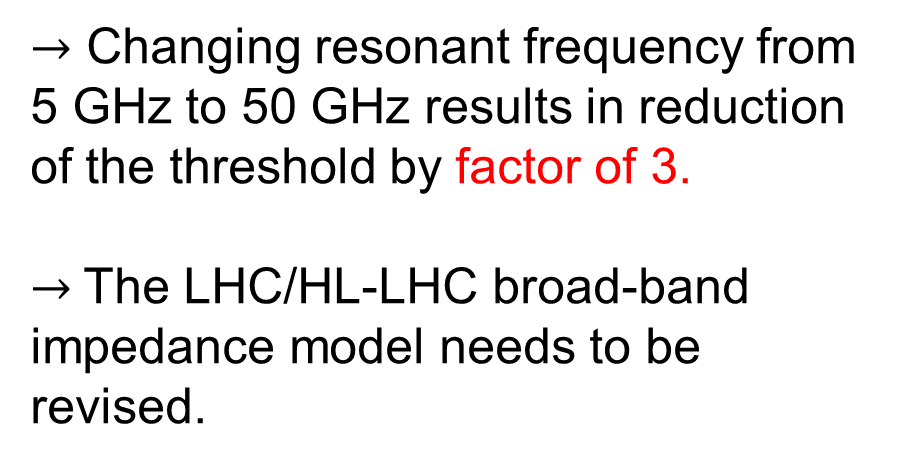 → Changing resonant frequency from
5 GHz to 50 GHz results in reduction
of the threshold by factor of 3.
→ The LHC/HL-LHC broad-band
impedance model needs to be
revised.